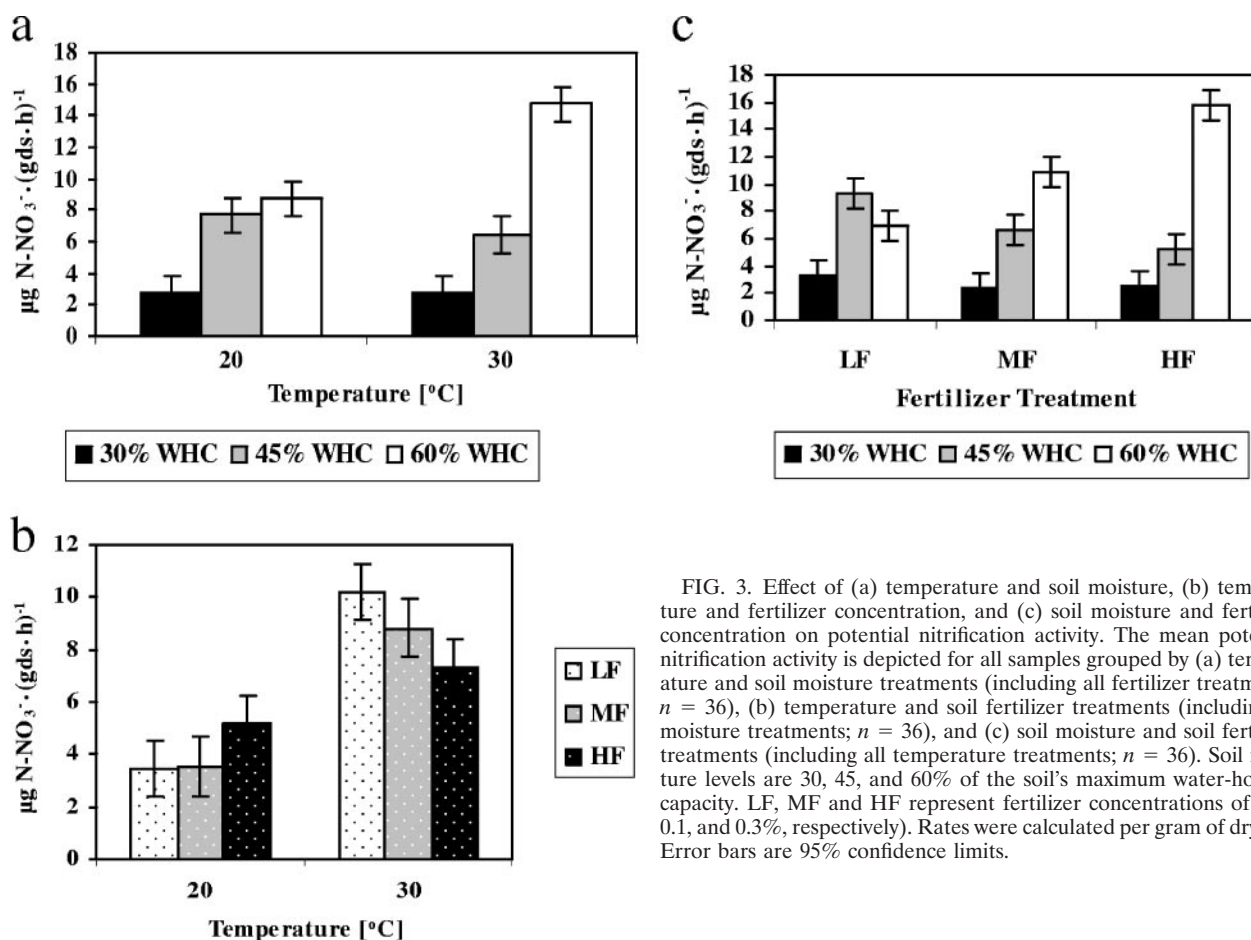 a
18
16
14
12
10
8
6
4
2
0
µg N-NO₃⁻·(gds·h)⁻¹
20
30
Temperature [°C]
30% WHC 45% WHC 60% WHC
c
18
16
14
12
10
8
6
4
2
0
µg N-NO₃⁻·(gds·h)⁻¹
LF MF HF
Fertilizer Treatment
30% WHC 45% WHC 60% WHC
b
12
10
8
6
4
2
0
µg N-NO₃⁻·(gds·h)⁻¹
20
30
Temperature [°C]
LF
MF
HF
FIG. 3. Effect of (a) temperature and soil moisture, (b) tem
ture and fertilizer concentration, and (c) soil moisture and fert
concentration on potential nitrification activity. The mean pot
nitrification activity is depicted for all samples grouped by (a) ten
ature and soil moisture treatments (including all fertilizer treatm
n = 36), (b) temperature and soil fertilizer treatments (includin
moisture treatments; n = 36), and (c) soil moisture and soil fert
treatments (including all temperature treatments; n = 36). Soil
ture levels are 30, 45, and 60% of the soil's maximum water-ho
capacity. LF, MF and HF represent fertilizer concentrations of
0.1, and 0.3%, respectively). Rates were calculated per gram of dry
Error bars are 95% confidence limits.